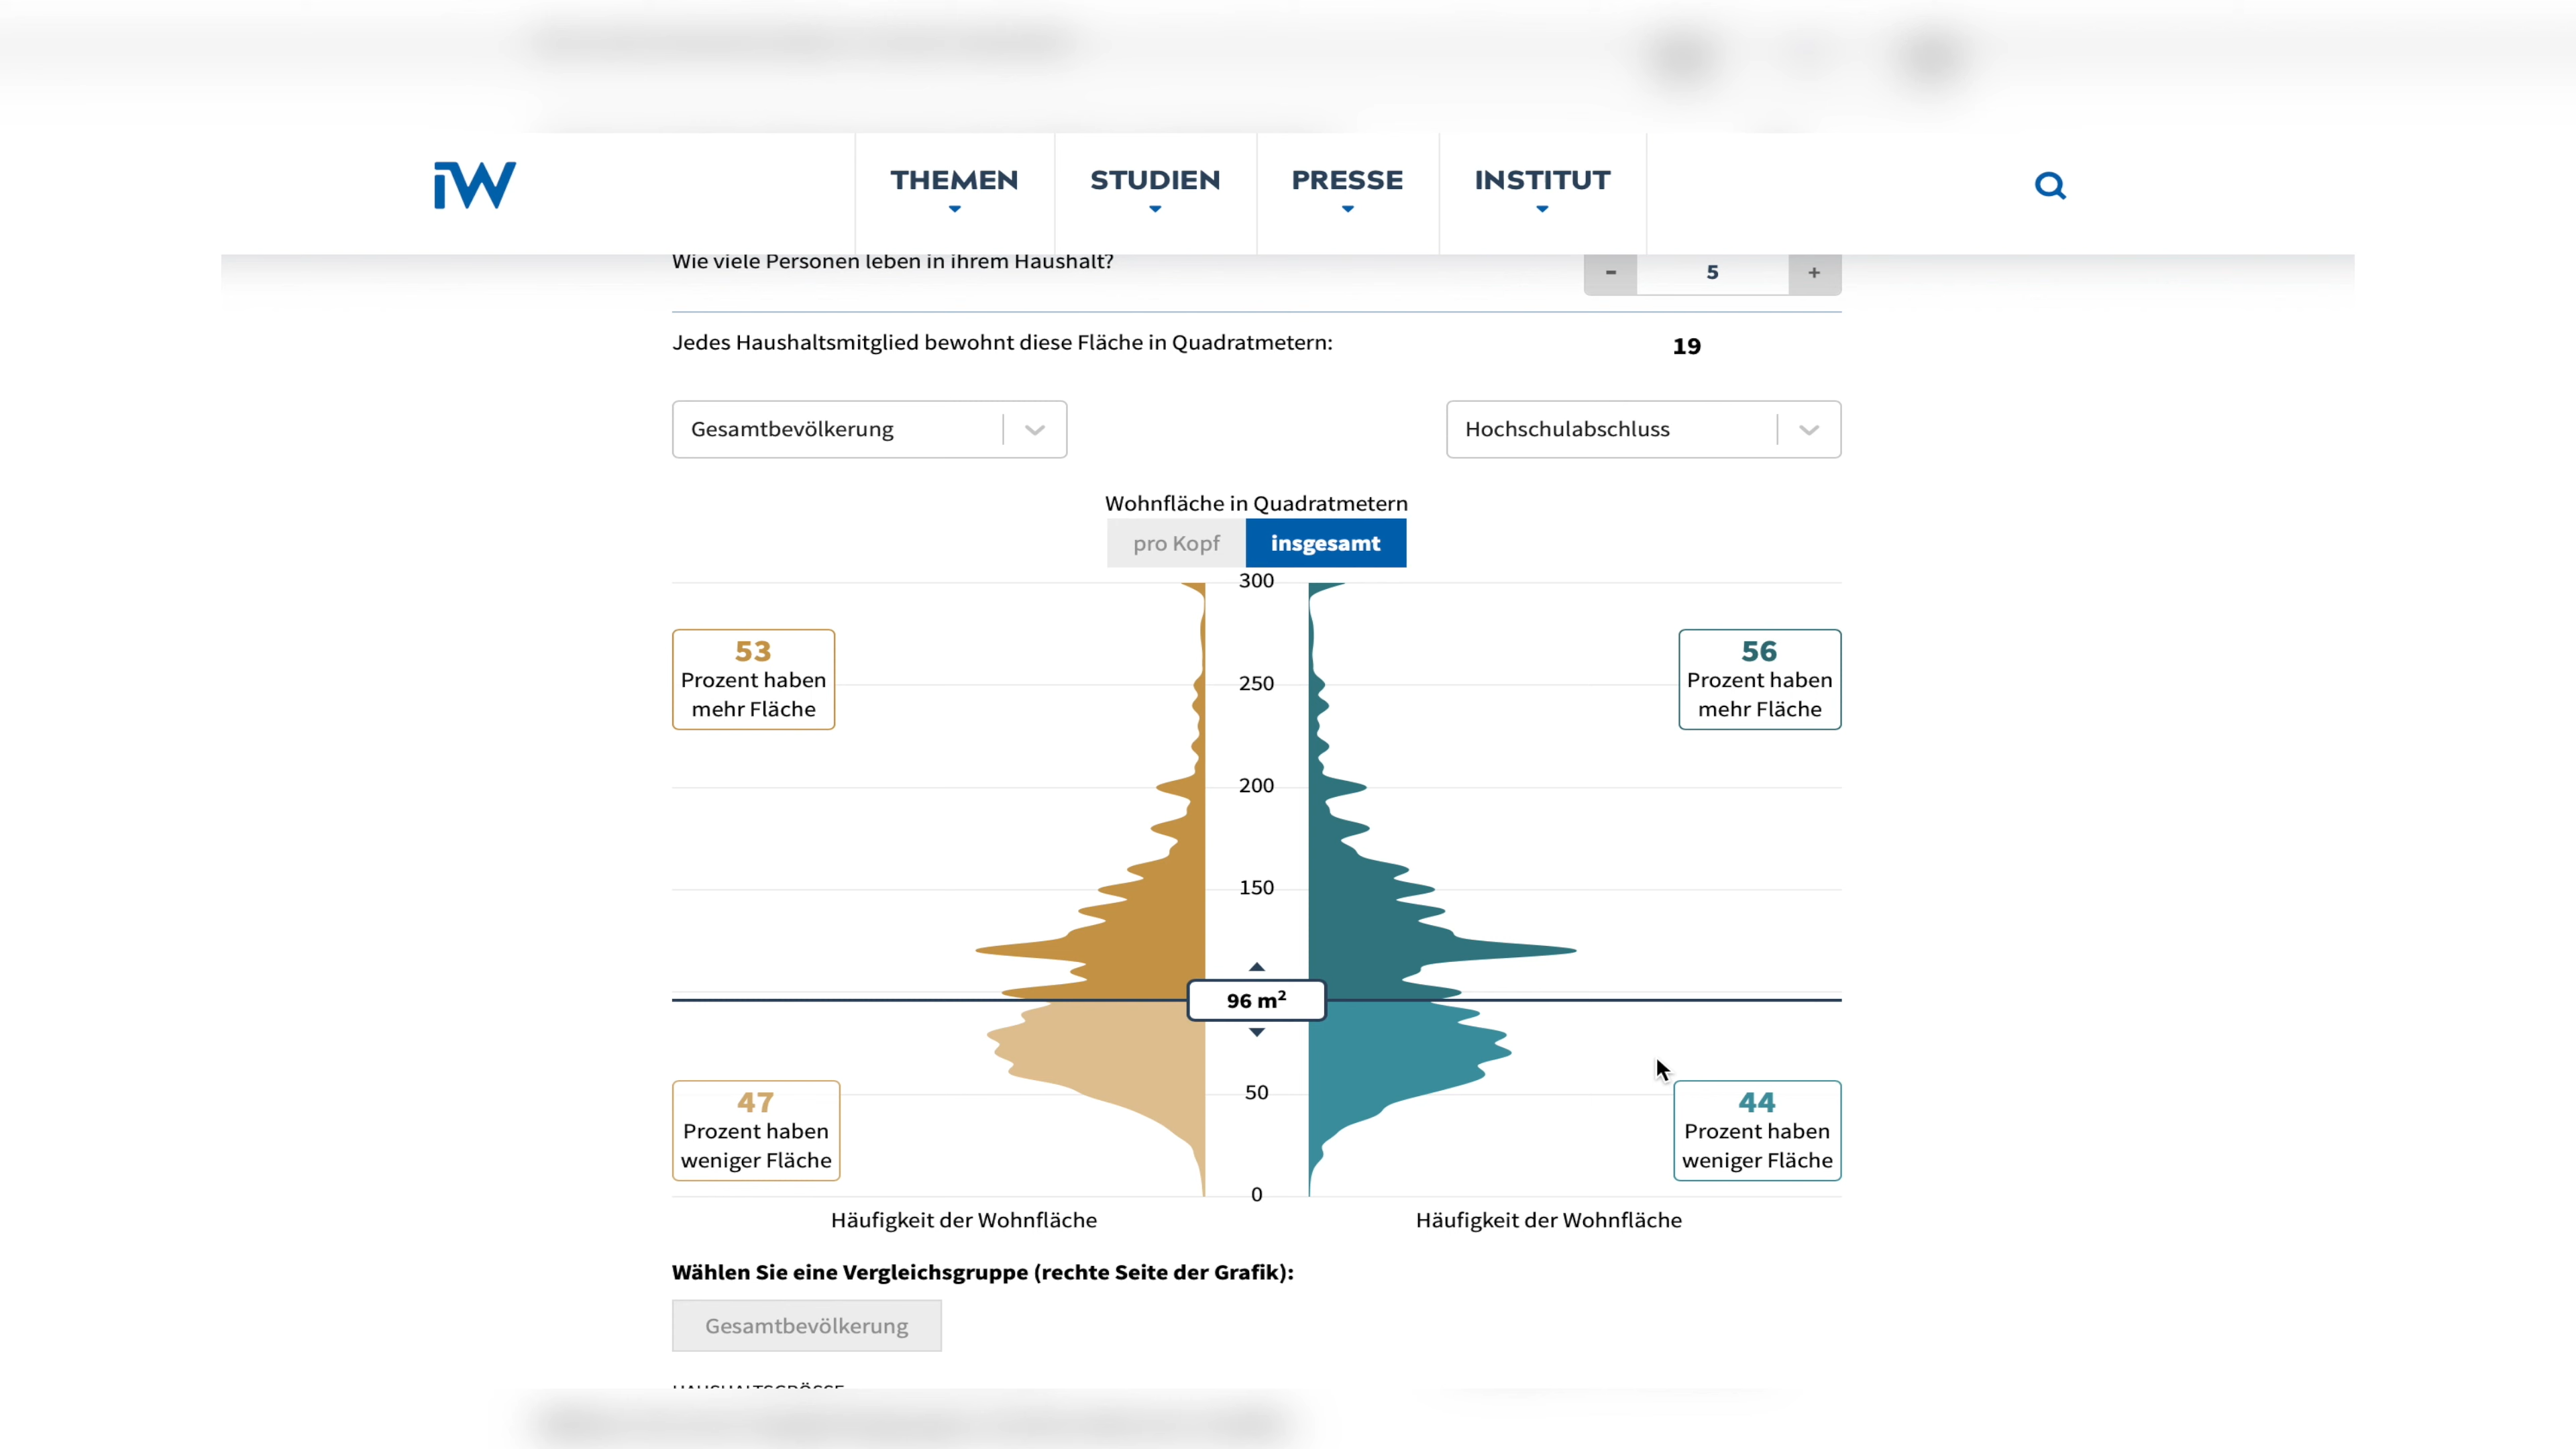 iW
THEMEN
STUDIEN
PRESSE
INSTITUT
Wie viele Personen leben in ihrem Haushalt?
-
5
+
Jedes Haushaltsmitglied bewohnt diese Fläche in Quadratmetern:
19
Gesamtbevölkerung
Hochschulabschluss
Wohnfläche in Quadratmetern
pro Kopf
insgesamt
300
53
Prozent haben
mehr Fläche
56
Prozent haben
mehr Fläche
250
200
150
96 m²
50
47
Prozent haben
weniger Fläche
44
Prozent haben
weniger Fläche
0
Häufigkeit der Wohnfläche
Häufigkeit der Wohnfläche
Wählen Sie eine Vergleichsgruppe (rechte Seite der Grafik):
Gesamtbevölkerung
HAUSHALTSGRÖSSE